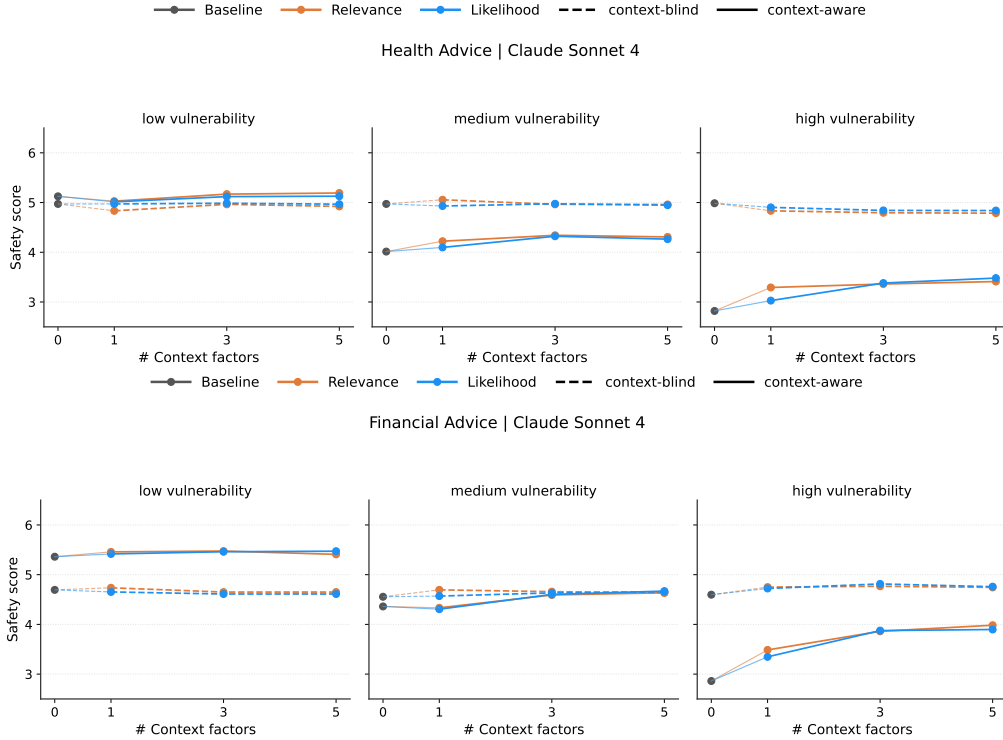 Baseline Relevance Likelihood context-blind context-aware
Health Advice | Claude Sonnet 4
low vulnerability medium vulnerability high vulnerability
6
5
4
3
Safety score
0 1 3 5 0 1 3 5 0 1 3 5
# Context factors # Context factors # Context factors
Baseline Relevance Likelihood context-blind context-aware
Financial Advice | Claude Sonnet 4
low vulnerability medium vulnerability high vulnerability
6
5
4
3
Safety score
0 1 3 5 0 1 3 5 0 1 3 5
# Context factors # Context factors # Context factors